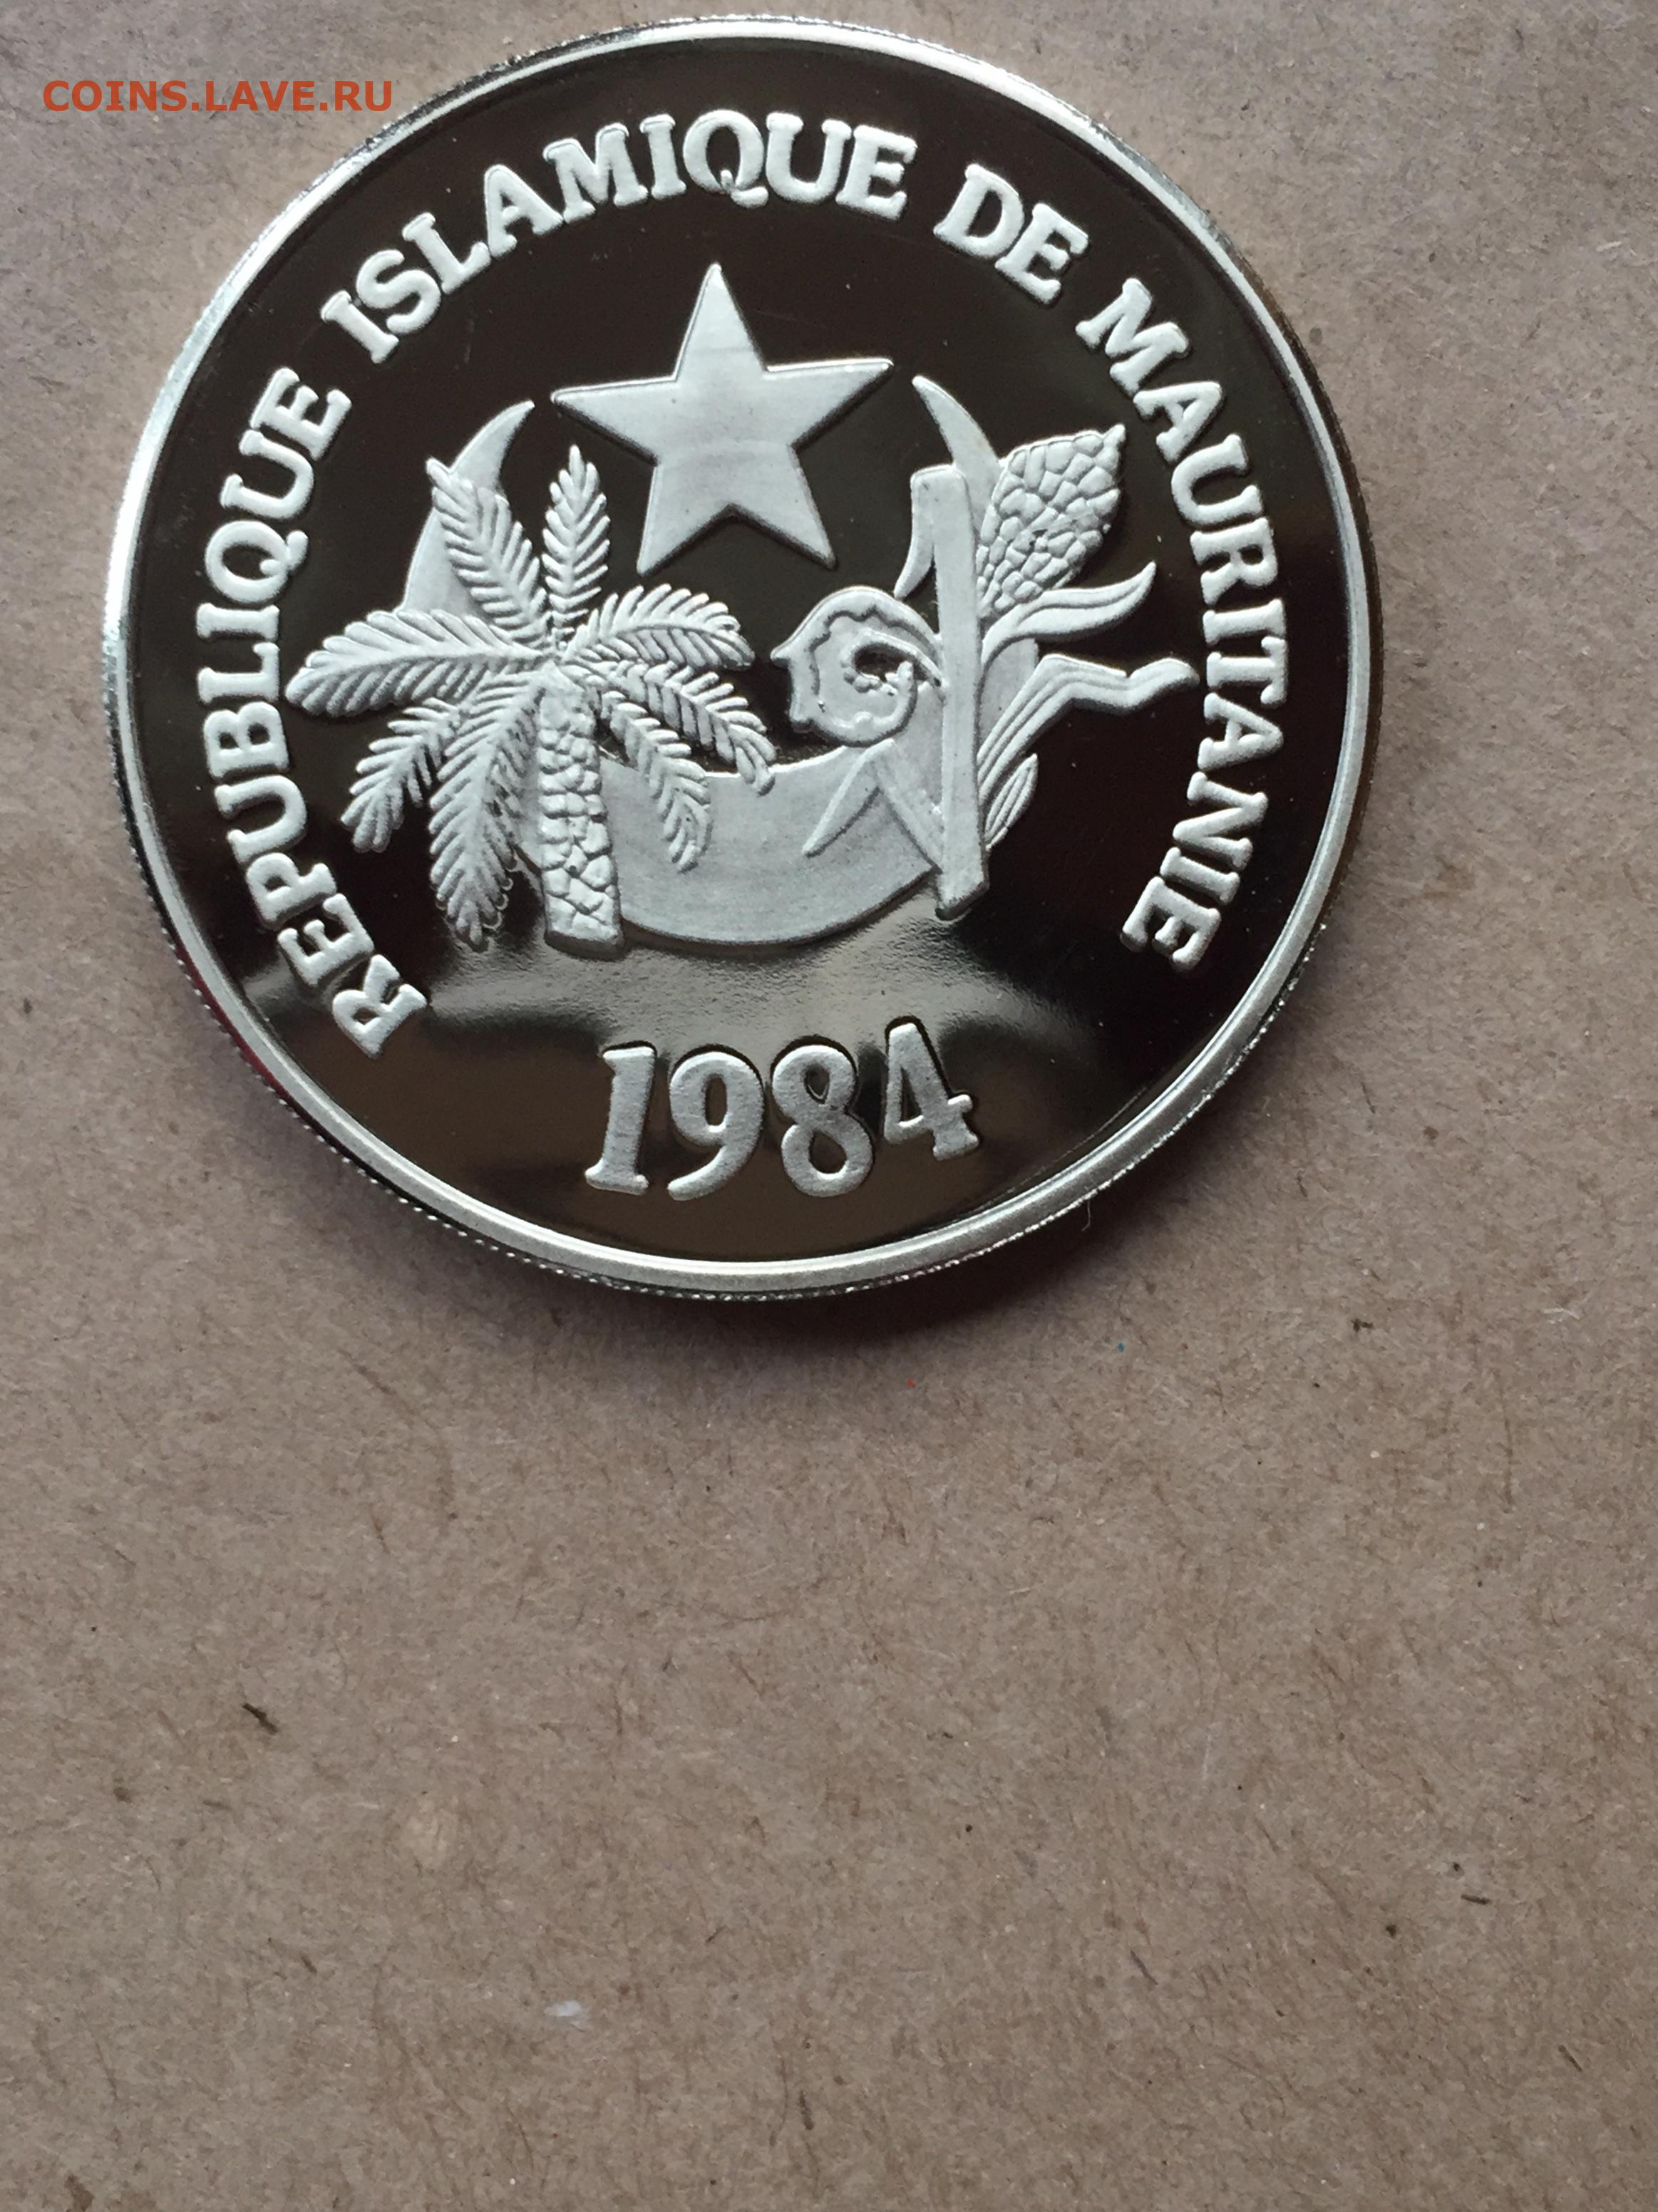 COINS.LAVE.RU
REPUBLIQUE ISLAMIQUE DE MAURITANIE
1984